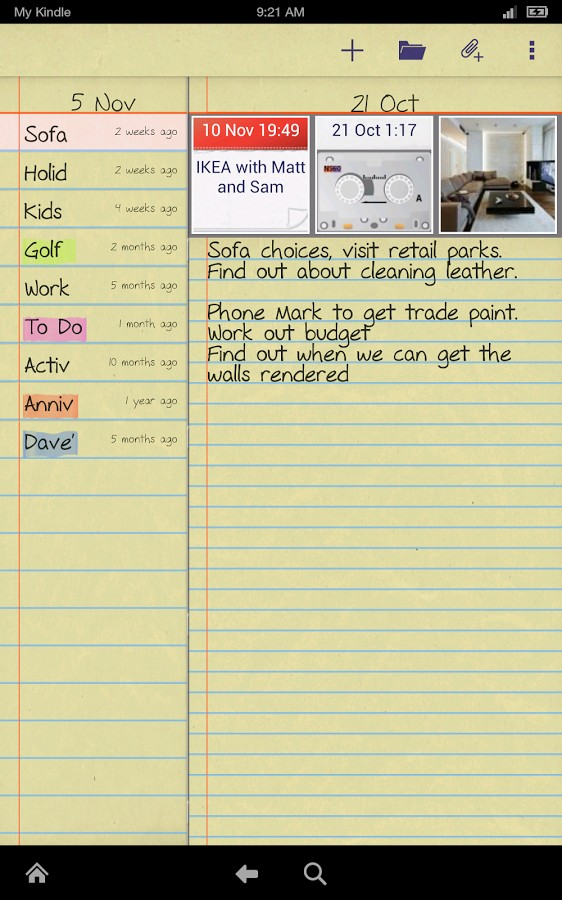 My Kindle
9:21 AM
5 Nov
Sofa 2 weeks ago
Holid 2 weeks ago
Kids 4 weeks ago
Golf 2 months ago
Work 5 months ago
To Do 1 month ago
Activ 10 months ago
Anniv 1 year ago
Dave' 5 months ago
21 Oct
10 Nov 19:49
IKEA with Matt
and Sam
21 Oct 1:17
A
Sofa choices, visit retail parks.
Find out about cleaning leather.
Phone Mark to get trade paint.
Work out budget
Find out when we can get the
walls rendered